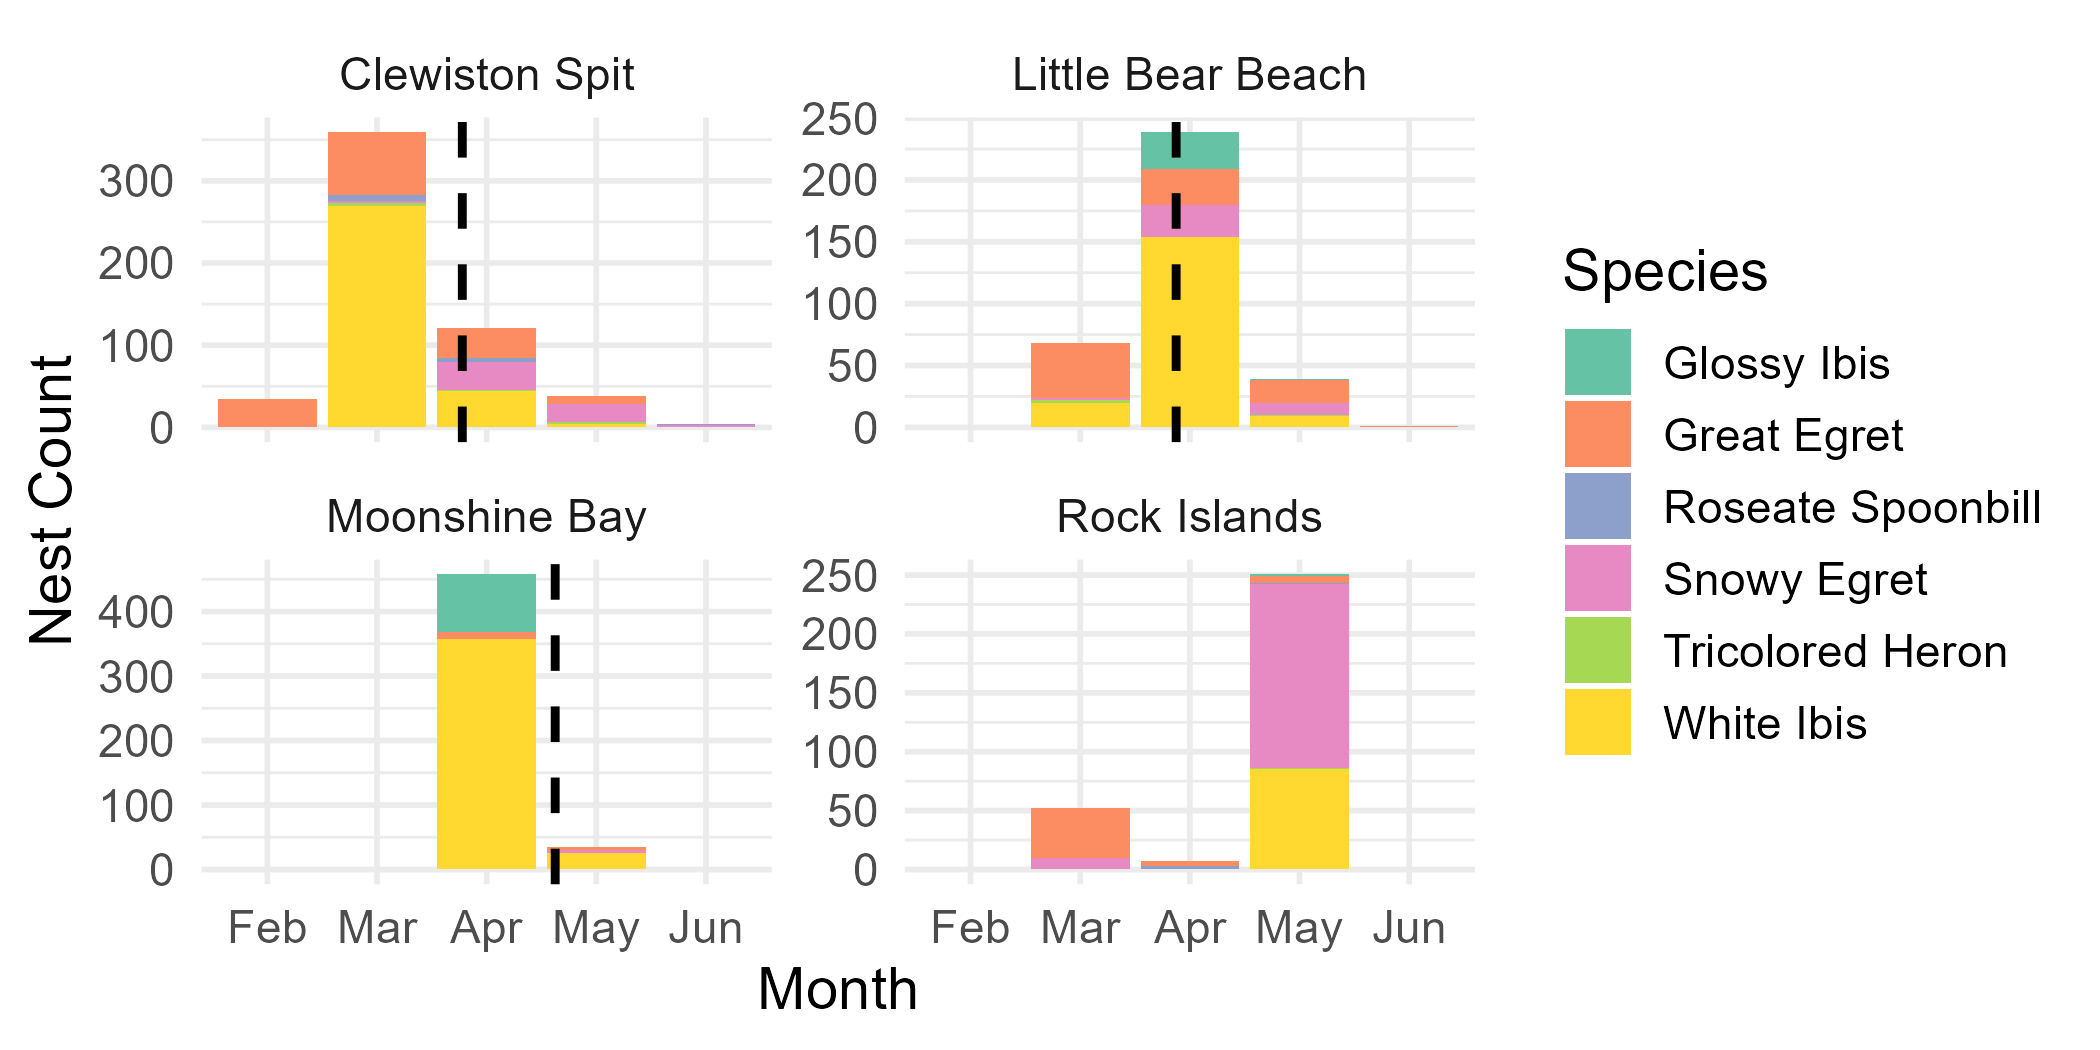 Clewiston Spit
Little Bear Beach
300
200
100
0
250
200
150
100
50
0
Moonshine Bay
Rock Islands
400
300
200
100
0
250
200
150
100
50
0
Feb Mar Apr May Jun
Feb Mar Apr May Jun
Month
Nest Count
Species
Glossy Ibis
Great Egret
Roseate Spoonbill
Snowy Egret
Tricolored Heron
White Ibis